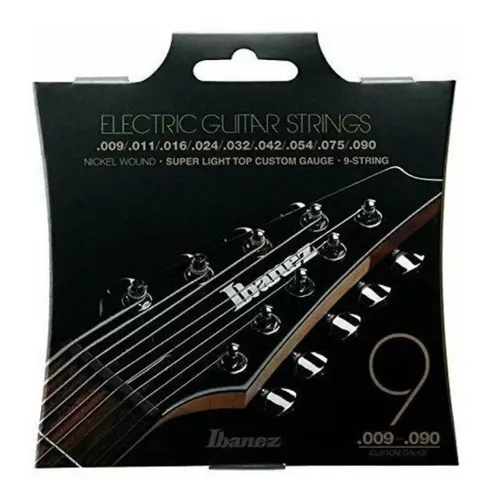 ELECTRIC GUITAR STRINGS
.009/.011/.016/.024/.032/.042/.054/.075/.090
NICKEL WOUND · SUPER LIGHT TOP CUSTOM GAUGE · 9-STRING
Ibanez
9
.009-.090
CUSTOM GAUGE
Ibanez